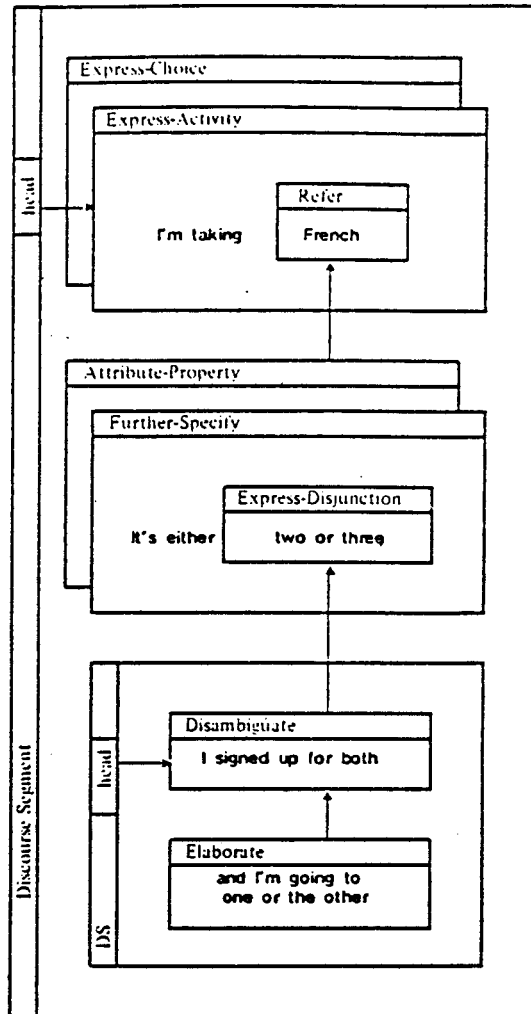 Express-Choice
Express-Activity
head
Refer
I'm taking
French
Attribute-Property
Further-Specify
Express-Disjunction
It's either
two or three
Discourse Segment
head
Disambiguate
I signed up for both
DS
Elaborate
and I'm going to
one or the other